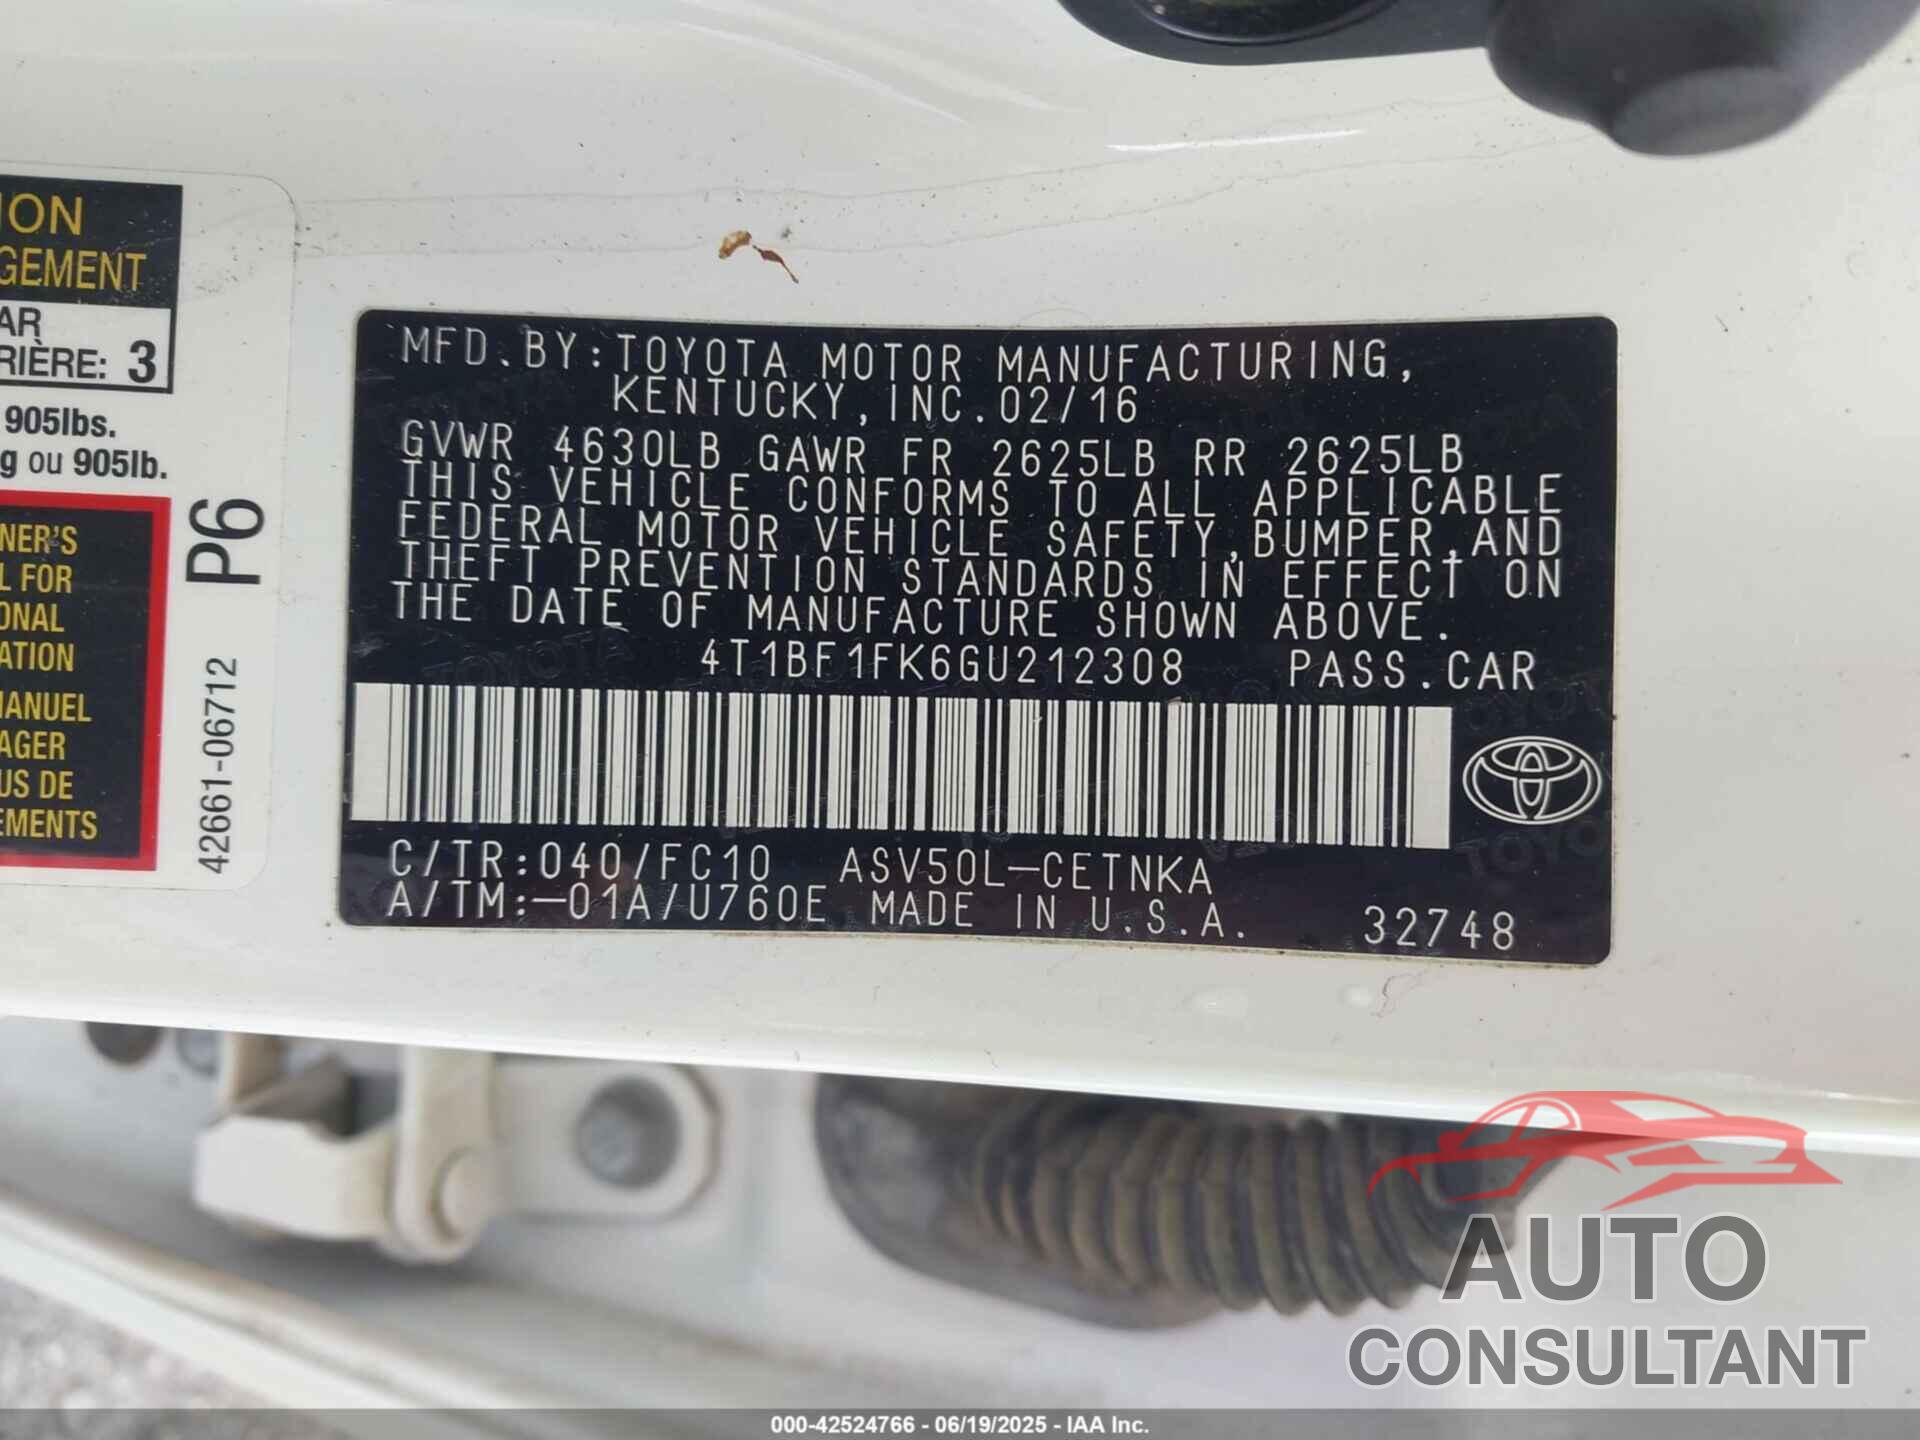 ION
GEMENT
AR
RIÈRE: 3
905lbs.
g ou 905lb.
NER'S
L FOR
ONAL
ATION
MANUEL
AGER
US DE
EMENTS
P6
42661-06712
MFD.BY:TOYOTA MOTOR MANUFACTURING,
KENTUCKY,INC.02/16
GVWR 4630LB GAWR FR 2625LB RR 2625LB
THIS VEHICLE CONFORMS TO ALL APPLICABLE
FEDERAL MOTOR VEHICLE SAFETY,BUMPER,AND
THEFT PREVENTION STANDARDS IN EFFECT ON
THE DATE OF MANUFACTURE SHOWN ABOVE.
4T1BF1FK6GU212308 PASS.CAR
C/TR:040/FC10 ASV50L-CETNKA
A/TM:-01A/U760E MADE IN U.S.A. 32748
AUTO
CONSULTANT
000-42524766 - 06/19/2025 - IAA Inc.